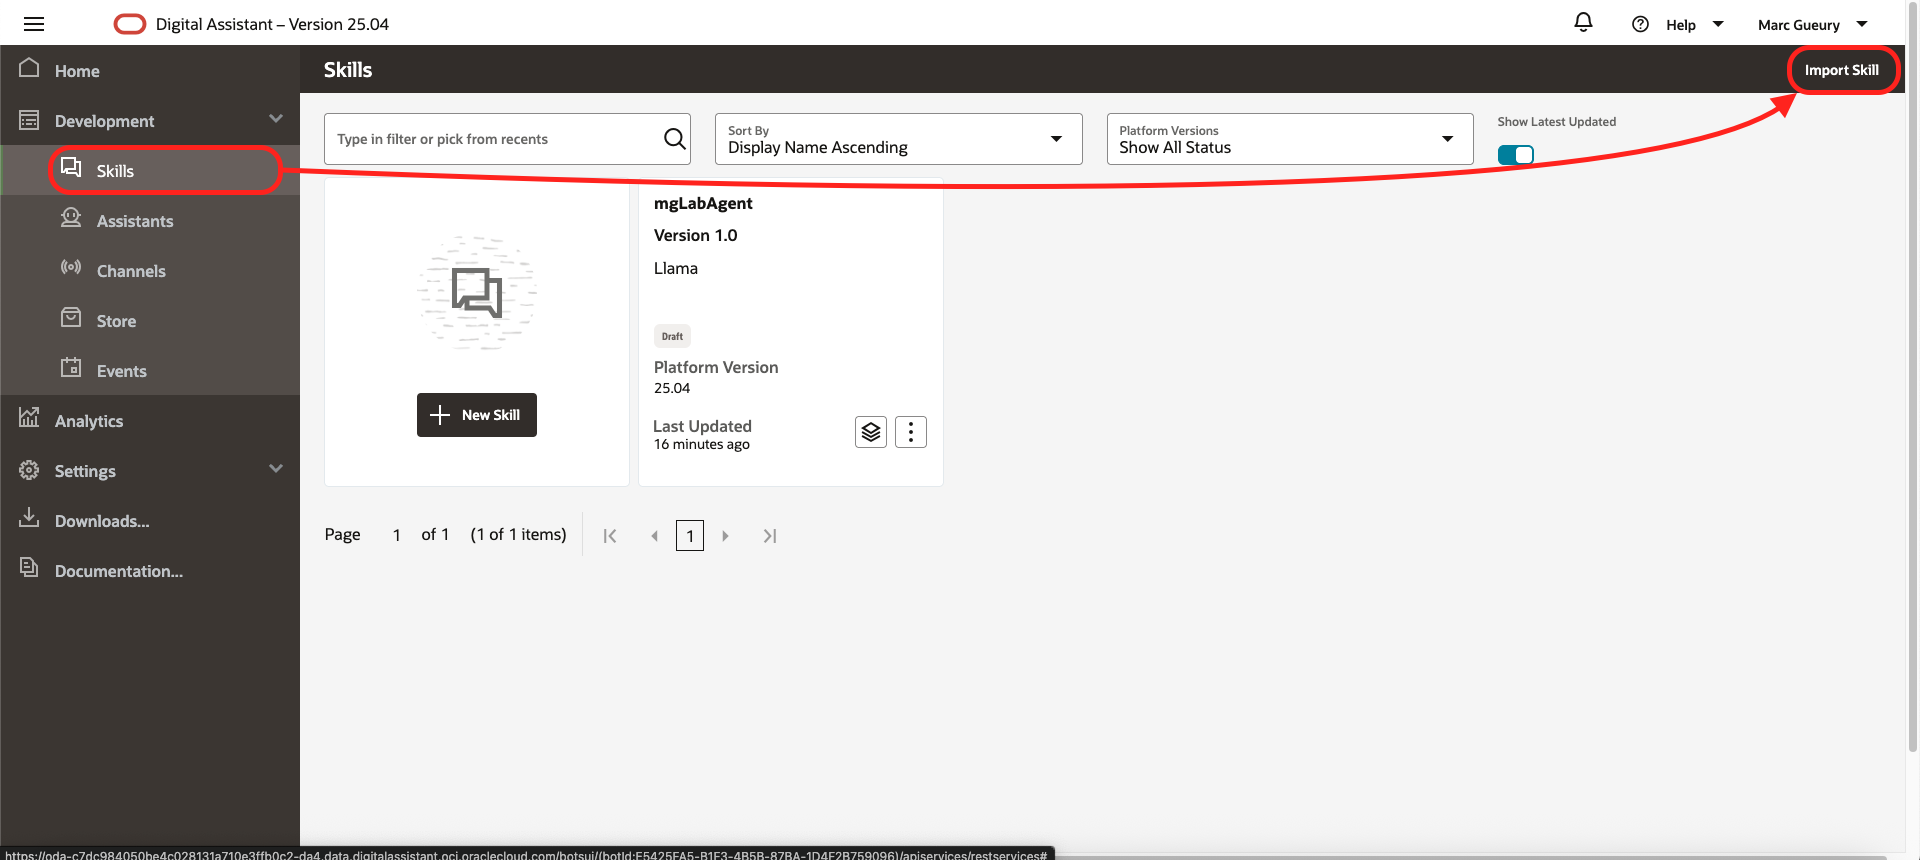 Digital Assistant – Version 25.04
Help
Marc Gueury
Home
Development
Skills
Assistants
Channels
Store
Events
Analytics
Settings
Downloads...
Documentation...
Skills
Import Skill
Type in filter or pick from recents
Sort By
Display Name Ascending
Platform Versions
Show All Status
Show Latest Updated
New Skill
mgLabAgent
Version 1.0
Llama
Draft
Platform Version
25.04
Last Updated
16 minutes ago
Page 1 of 1 (1 of 1 items) 1
https://oda-c7dc984050be4c028131a710e3ffb0c2-da4.data.digitalassistant.oci.oraclecloud.com/botsui/(botId:E5425FA5-B1F3-4B5B-87BA-1D4F2B759096)/apiservices/restservices#